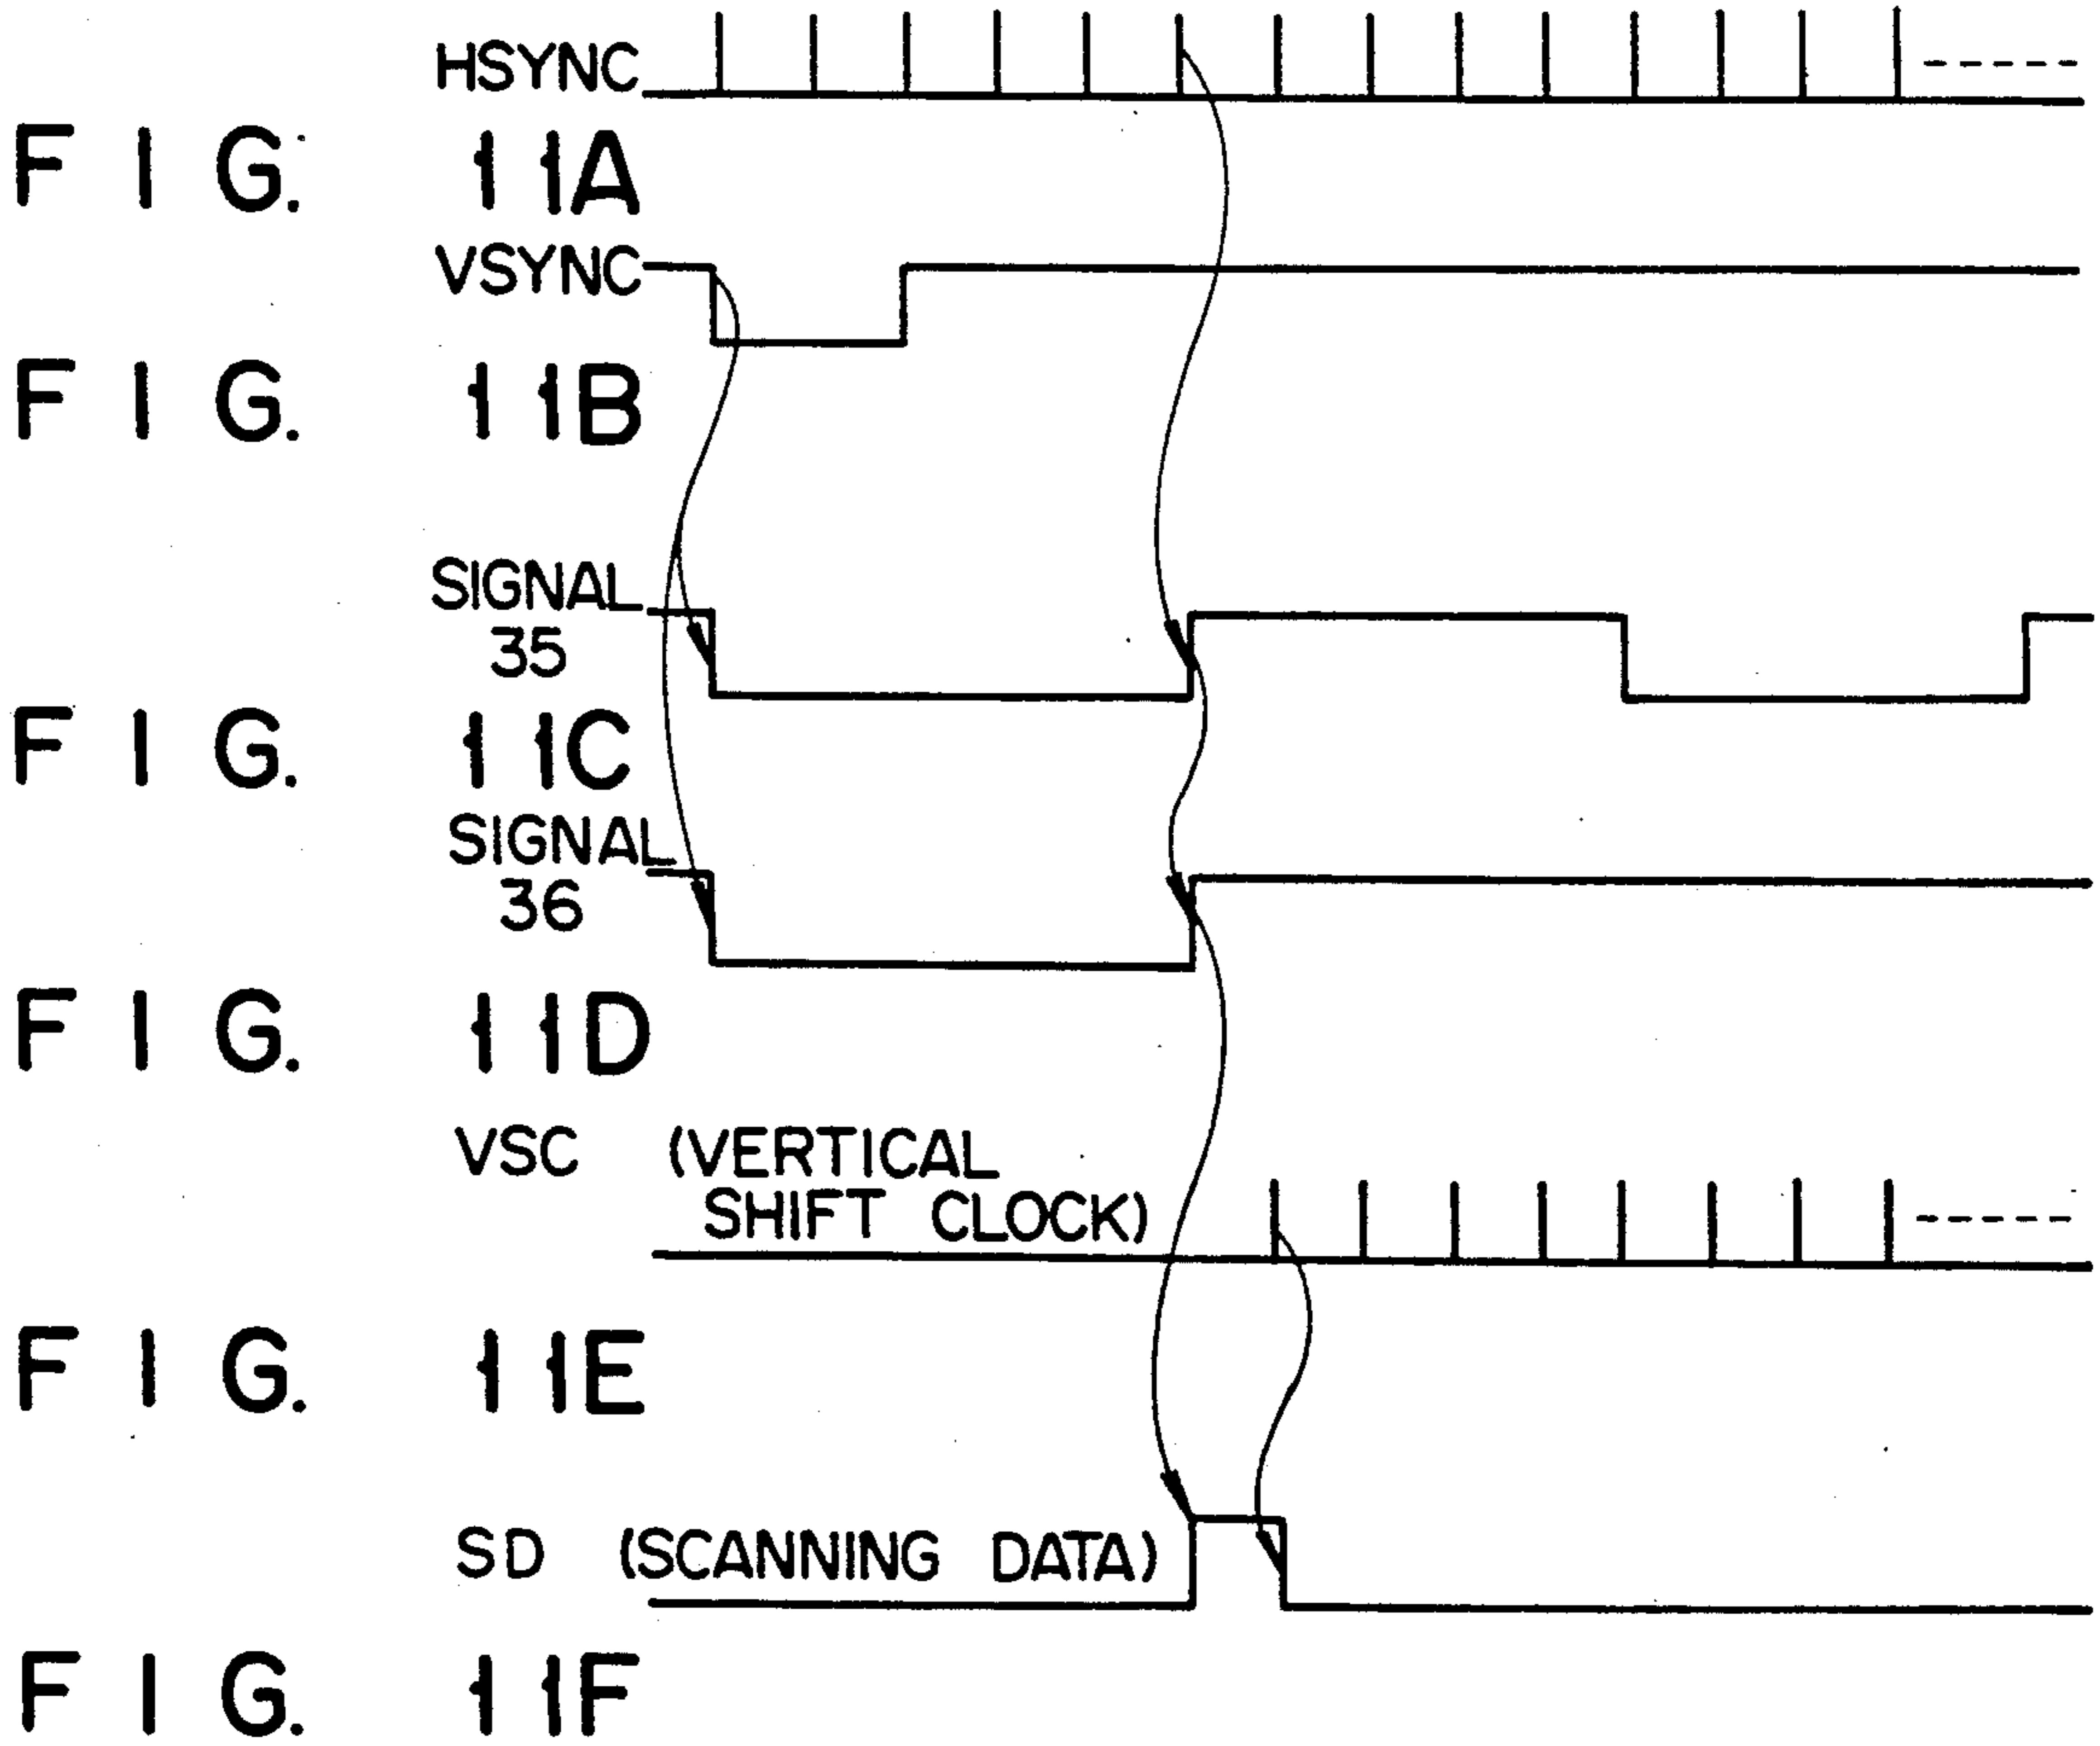 HSYNC
FIG. 11A
VSYNC
FIG. 11B
SIGNAL
35
FIG. 11C
SIGNAL
36
FIG. 11D
VSC (VERTICAL
SHIFT CLOCK)
FIG. 11E
SD (SCANNING DATA)
FIG. 11F